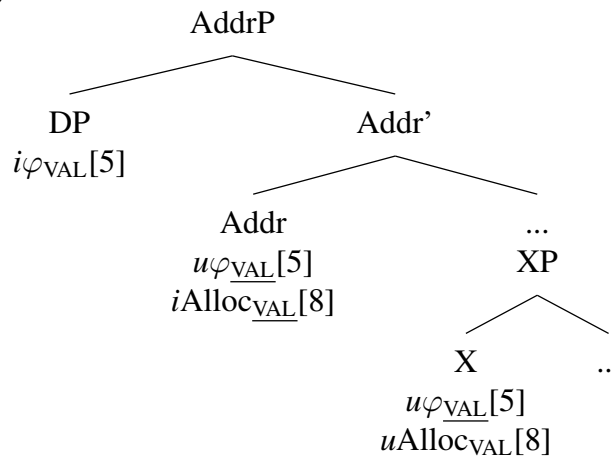 AddrP
DP
iφVAL[5]
Addr’
Addr
uφVAL[5]
iAllocVAL[8]
...
XP
X
uφVAL[5]
uAllocVAL[8]
..